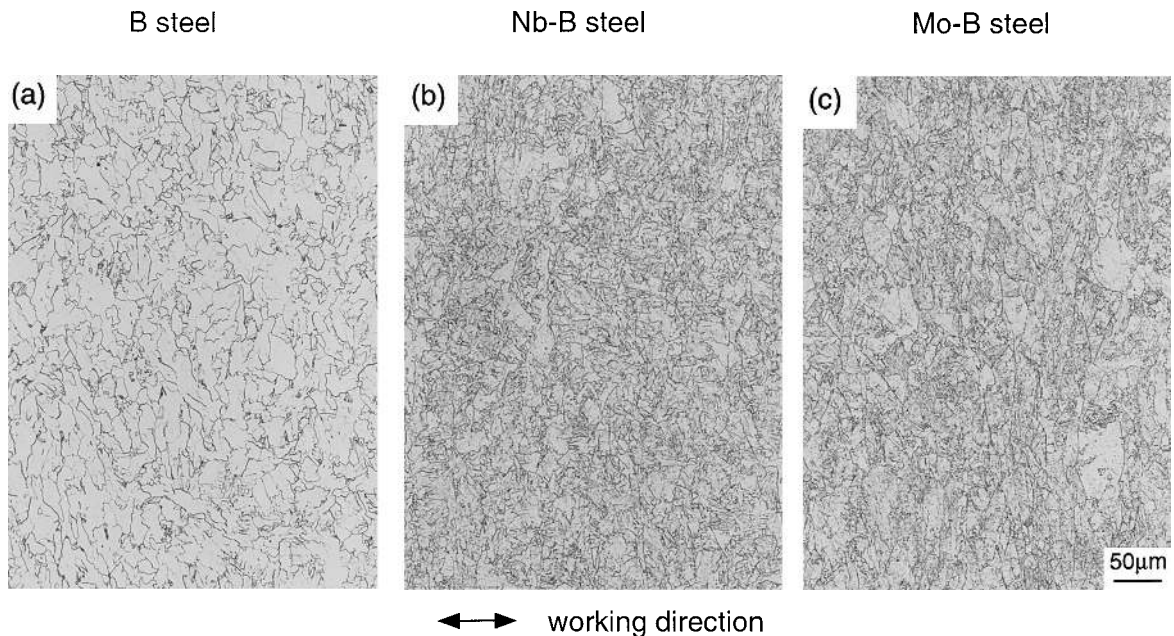 B steel
Nb-B steel
Mo-B steel
(a)
(b)
(c)
50μm
working direction